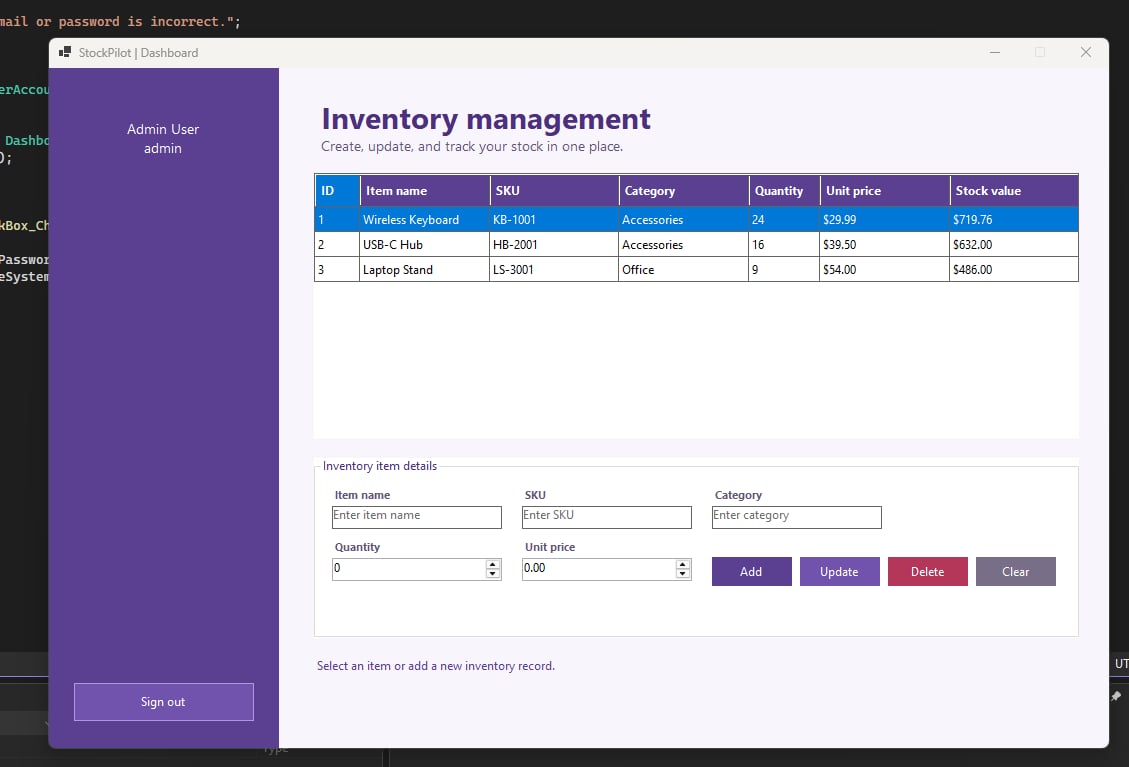 mail or password is incorrect.";
StockPilot | Dashboard
Admin User
admin
Inventory management
Create, update, and track your stock in one place.
ID Item name SKU Category Quantity Unit price Stock value
1 Wireless Keyboard KB-1001 Accessories 24 $29.99 $719.76
2 USB-C Hub HB-2001 Accessories 16 $39.50 $632.00
3 Laptop Stand LS-3001 Office 9 $54.00 $486.00
Inventory item details
Item name SKU Category
Enter item name Enter SKU Enter category
Quantity Unit price
0 0.00 Add Update Delete Clear
Select an item or add a new inventory record.
Sign out
erAccou
Dashbo
);
kBox_Ch
Passwor
eSystem
UT
Type